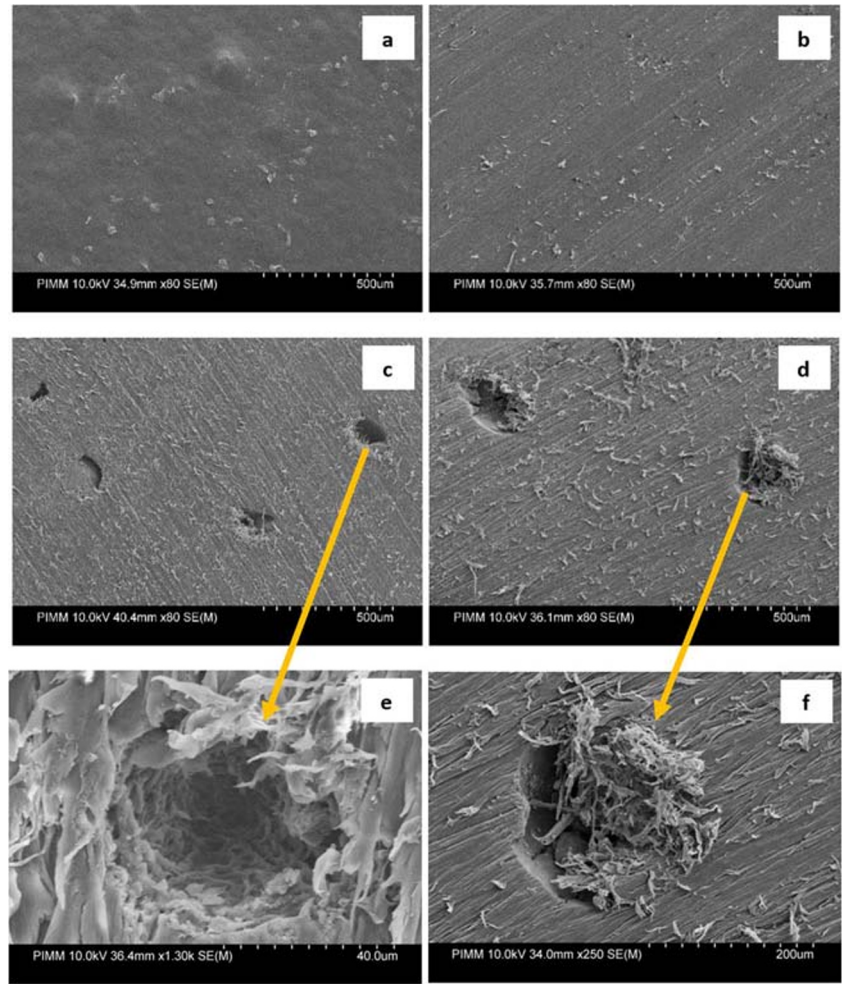 a
b
PIMM 10.0kV 34.9mm x80 SE(M) 500um
PIMM 10.0kV 35.7mm x80 SE(M) 500um
c
d
PIMM 10.0kV 40.4mm x80 SE(M) 500um
PIMM 10.0kV 36.1mm x80 SE(M) 500um
e
f
PIMM 10.0kV 36.4mm x1.30k SE(M) 40.0um
PIMM 10.0kV 34.0mm x250 SE(M) 200um